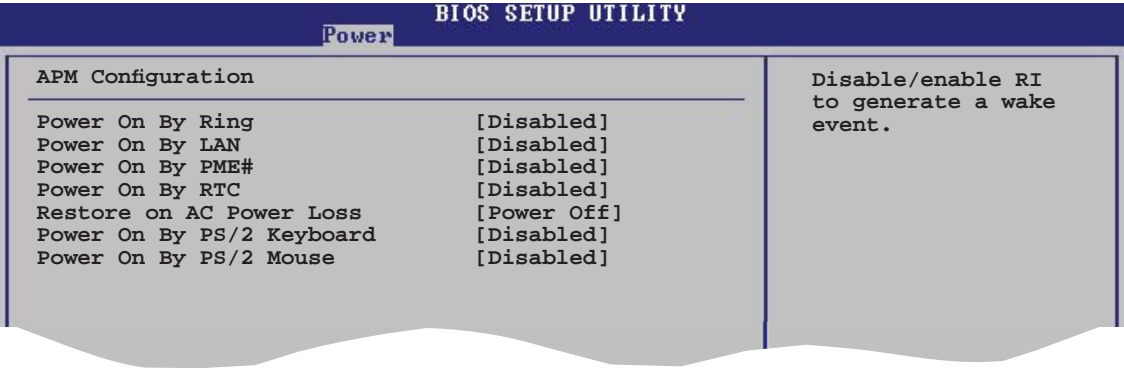 BIOS SETUP UTILITY
Power
APM Configuration
Power On By Ring [Disabled]
Power On By LAN [Disabled]
Power On By PME# [Disabled]
Power On By RTC [Disabled]
Restore on AC Power Loss [Power Off]
Power On By PS/2 Keyboard [Disabled]
Power On By PS/2 Mouse [Disabled]
Disable/enable RI
to generate a wake
event.